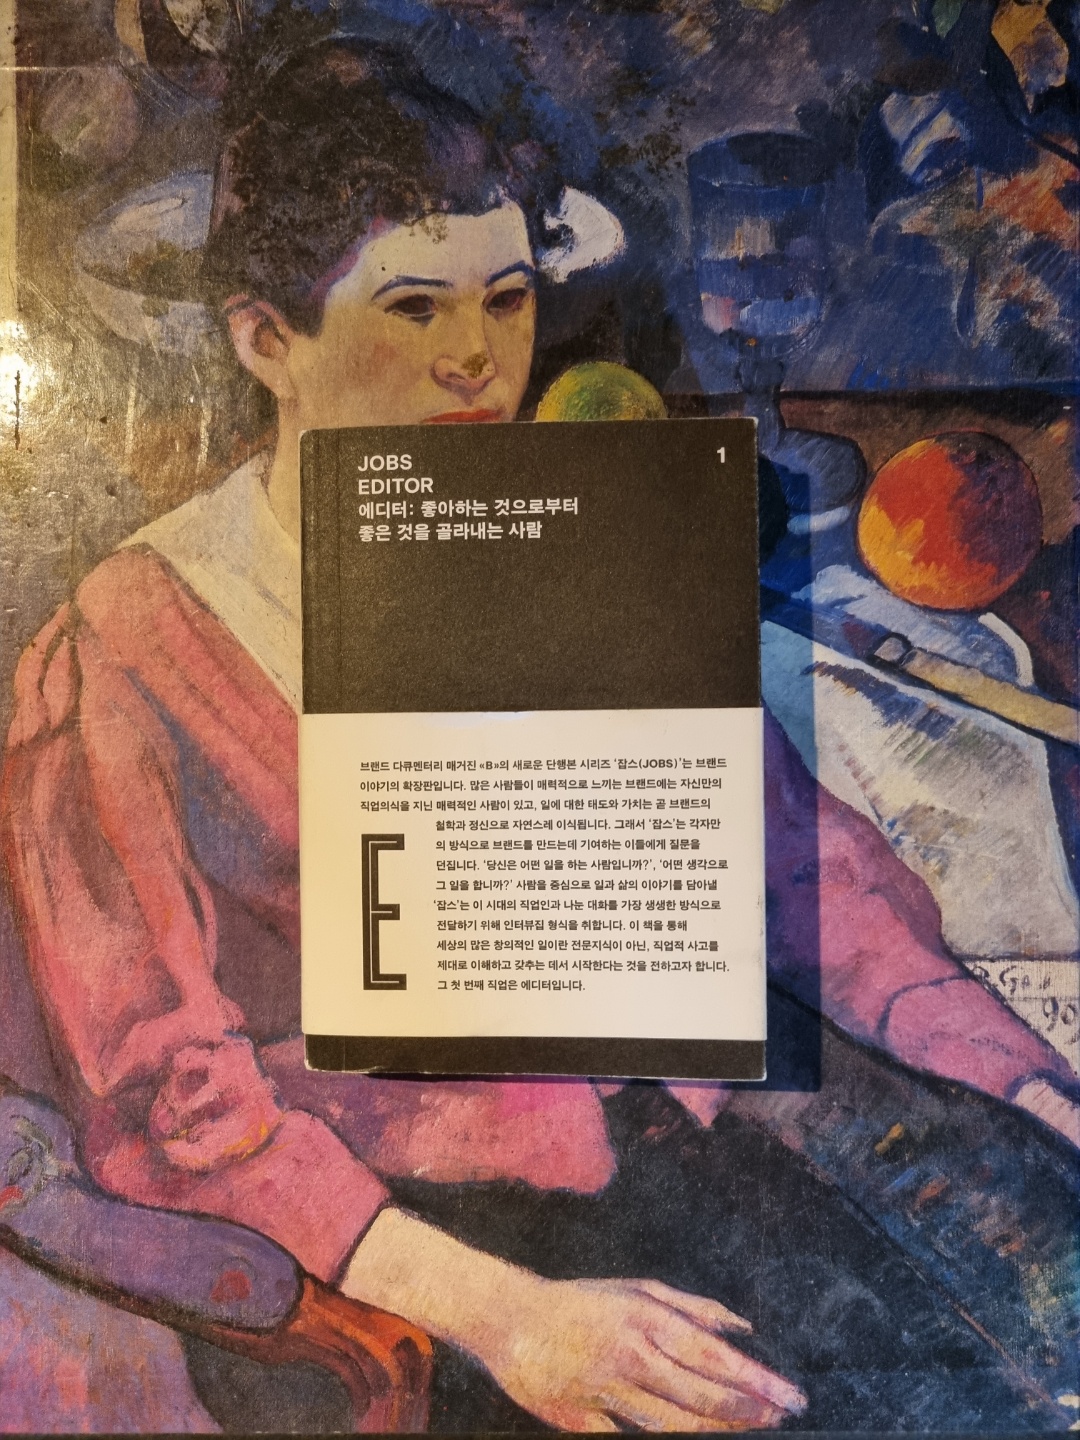 JOBS
EDITOR
에디터: 좋아하는 것으로부터
좋은 것을 골라내는 사람
1
브랜드 다큐멘터리 매거진 «B»의 새로운 단행본 시리즈 ‘잡스(JOBS)’는 브랜드
이야기의 확장판입니다. 많은 사람들이 매력적으로 느끼는 브랜드에는 자신만의
직업의식을 지닌 매력적인 사람이 있고, 일에 대한 태도와 가치는 곧 브랜드의
철학과 정신으로 자연스레 이식됩니다. 그래서 ‘잡스’는 각자만
의 방식으로 브랜드를 만드는데 기여하는 이들에게 질문을
던집니다. ‘당신은 어떤 일을 하는 사람입니까?’, ‘어떤 생각으로
그 일을 합니까?’ 사람을 중심으로 일과 삶의 이야기를 담아낼
‘잡스’는 이 시대의 직업인과 나눈 대화를 가장 생생한 방식으로
전달하기 위해 인터뷰집 형식을 취합니다. 이 책을 통해
세상의 많은 창의적인 일이란 전문지식이 아닌, 직업적 사고를
제대로 이해하고 갖추는 데서 시작한다는 것을 전하고자 합니다.
그 첫 번째 직업은 에디터입니다.
E
90